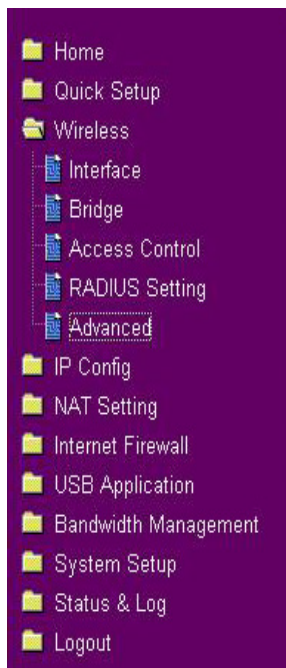 Home
Quick Setup
Wireless
Interface
Bridge
Access Control
RADIUS Setting
Advanced
IP Config
NAT Setting
Internet Firewall
USB Application
Bandwidth Management
System Setup
Status & Log
Logout